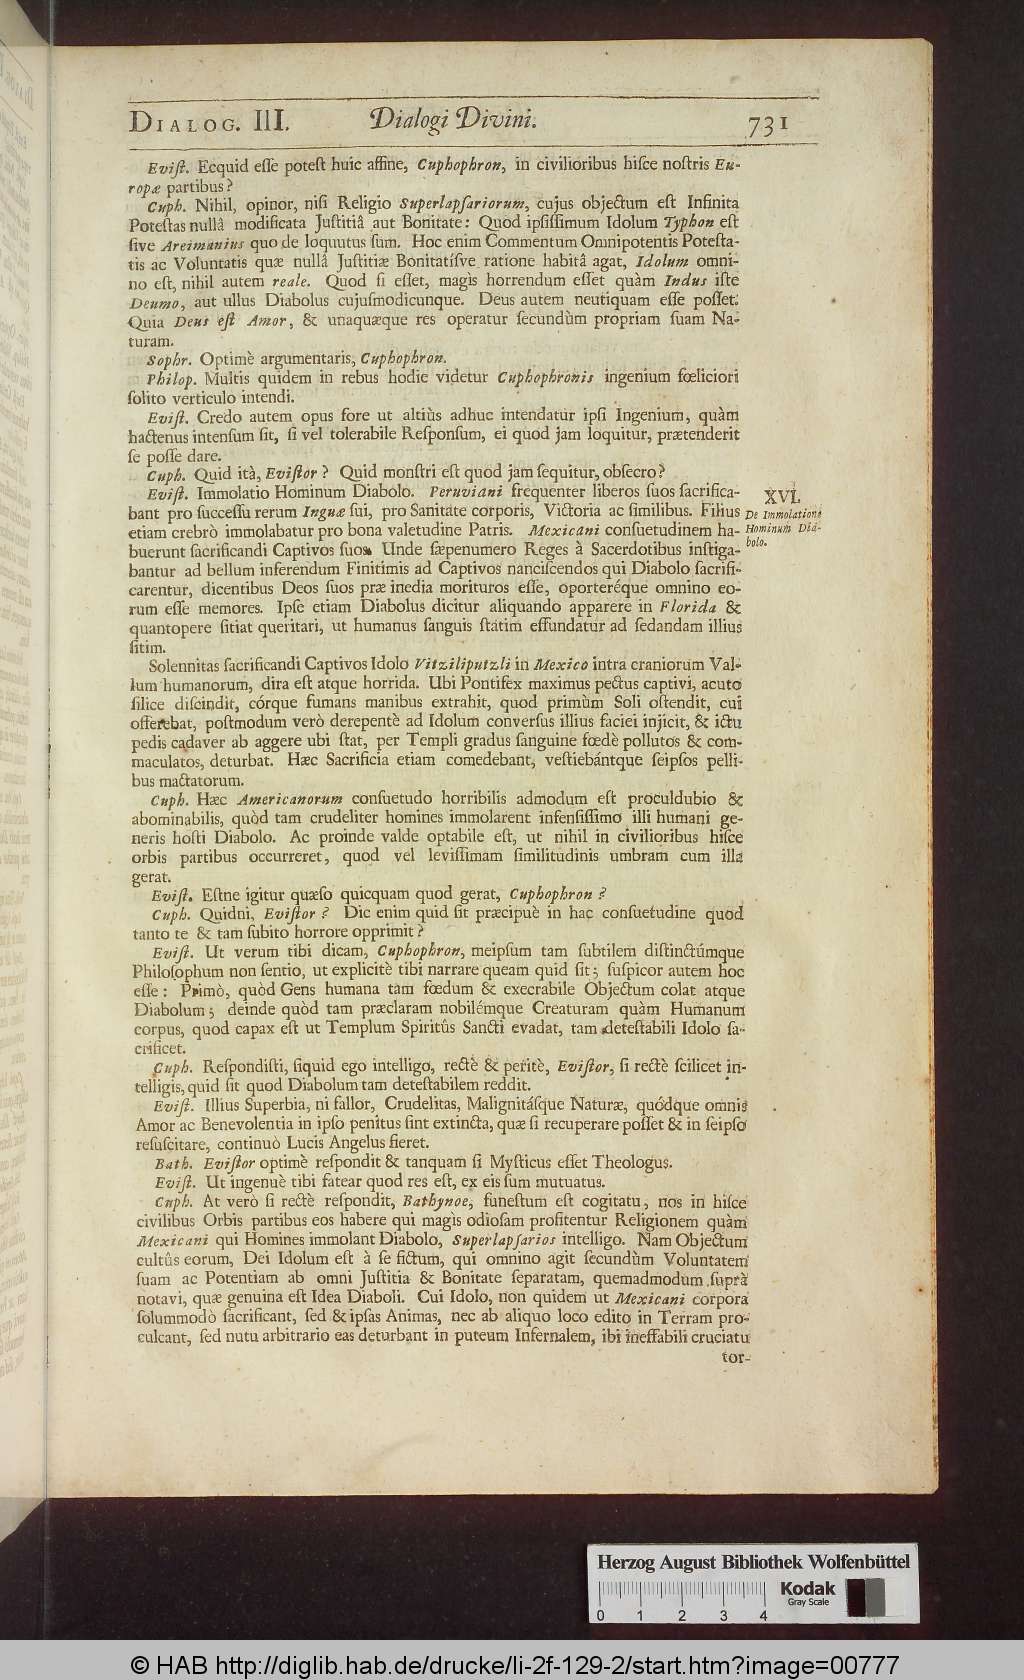 DIALOG. III. Dialogi Divini. 731
Eviſt. Ecquid eſſe poteſt huic affine, Cuphophron, in civilioribus hiſce noſtris Eu-
ropæ partibus?
Cuph. Nihil, opinor, niſi Religio Superlapſariorum, cujus objectum eſt Infinita
Poteſtas nullâ modificata Juſtitiâ aut Bonitate: Quod ipſiſſimum Idolum Typhon eſt
ſive Areimanius quo de loquutus ſum. Hoc enim Commentum Omnipotentis Poteſta-
tis ac Voluntatis quæ nullâ Juſtitiæ Bonitatíſve ratione habitâ agat, Idolum omni-
no eſt, nihil autem reale. Quod ſi eſſet, magìs horrendum eſſet quàm Indus iſte
Deumo, aut ullus Diabolus cujuſmodicunque. Deus autem neutiquam eſſe poſſet:
Quia Deus eſt Amor, & unaquæque res operatur ſecundùm propriam ſuam Na-
turam.
Sophr. Optimè argumentaris, Cuphophron.
Philop. Multis quidem in rebus hodie videtur Cuphophronis ingenium fœliciori
ſolito verticulo intendi.
Eviſt. Credo autem opus fore ut altiùs adhuc intendatur ipſi Ingenium, quàm
hactenus intenſum ſit, ſi vel tolerabile Reſponſum, ei quod jam loquitur, prætenderit
ſe poſſe dare.
Cuph. Quid ità, Eviſtor? Quid monſtri eſt quod jam ſequitur, obſecro?
Eviſt. Immolatio Hominum Diabolo. Peruviani frequenter liberos ſuos ſacrifica-
bant pro ſucceſſu rerum Inguæ ſui, pro Sanitate corporis, Victoria ac ſimilibus. Filius
etiam crebrò immolabatur pro bona valetudine Patris. Mexicani conſuetudinem ha-
buerunt ſacrificandi Captivos ſuos. Unde ſæpenumero Reges à Sacerdotibus inſtiga-
bantur ad bellum inferendum Finitimis ad Captivos nanciſcendos qui Diabolo ſacrifi-
carentur, dicentibus Deos ſuos præ inedia morituros eſſe, oporteréque omnino eo-
rum eſſe memores. Ipſe etiam Diabolus dicitur aliquando apparere in Florida &
quantopere ſitiat queritari, ut humanus ſanguis ſtatim effundatur ad ſedandam illius
ſitim.
XVI.
De Immolatione
Hominum Dia-
bolo.
Solennitas ſacrificandi Captivos Idolo Vitziliputzli in Mexico intra craniorum Val-
lum humanorum, dira eſt atque horrida. Ubi Pontifex maximus pectus captivi, acuto
ſilice diſcindit, córque fumans manibus extrahit, quod primùm Soli oſtendit, cui
offerebat, poſtmodum verò derepentè ad Idolum converſus illius faciei injicit, & ictu
pedis cadaver ab aggere ubi ſtat, per Templi gradus ſanguine fœdè pollutos & com-
maculatos, deturbat. Hæc Sacrificia etiam comedebant, veſtiebántque ſeipſos pelli-
bus mactatorum.
Cuph. Hæc Americanorum conſuetudo horribilis admodum eſt proculdubio &
abominabilis, quòd tam crudeliter homines immolarent infenſiſſimo illi humani ge-
neris hoſti Diabolo. Ac proinde valde optabile eſt, ut nihil in civilioribus hiſce
orbis partibus occurreret, quod vel leviſſimam ſimilitudinis umbram cum illa
gerat.
Eviſt. Eſtne igitur quæſo quicquam quod gerat, Cuphophron?
Cuph. Quidni, Eviſtor? Dic enim quid ſit præcipuè in hac conſuetudine quod
tanto te & tam ſubito horrore opprimit?
Eviſt. Ut verum tibi dicam, Cuphophron, meipſum tam ſubtilem diſtinctúmque
Philoſophum non ſentio, ut explicitè tibi narrare queam quid ſit; ſuſpicor autem hoc
eſſe: Primò, quòd Gens humana tam fœdum & execrabile Objectum colat atque
Diabolum; deinde quòd tam præclaram nobilémque Creaturam quàm Humanum
corpus, quod capax eſt ut Templum Spiritûs Sancti evadat, tam deteſtabili Idolo ſa-
crificet.
Cuph. Reſpondiſti, ſiquid ego intelligo, rectè & peritè, Eviſtor, ſi rectè ſcilicet in-
telligis, quid ſit quod Diabolum tam deteſtabilem reddit.
Eviſt. Illius Superbia, ni fallor, Crudelitas, Malignitáſque Naturæ, quódque omnis
Amor ac Benevolentia in ipſo penitus ſint extincta, quæ ſi recuperare poſſet & in ſeipſo
reſuſcitare, continuò Lucis Angelus fieret.
Bath. Eviſtor optimè reſpondit & tanquam ſi Myſticus eſſet Theologus.
Eviſt. Ut ingenuè tibi fatear quod res eſt, ex eis ſum mutuatus.
Cuph. At verò ſi rectè reſpondit, Bathynoe, funeſtum eſt cogitatu, nos in hiſce
civilibus Orbis partibus eos habere qui magìs odioſam profitentur Religionem quàm
Mexicani qui Homines immolant Diabolo, Superlapſarios intelligo. Nam Objectum
cultûs eorum, Dei Idolum eſt à ſe fictum, qui omnino agit ſecundùm Voluntatem
ſuam ac Potentiam ab omni Juſtitia & Bonitate ſeparatam, quemadmodum ſuprà
notavi, quæ genuina eſt Idea Diaboli. Cui Idolo, non quidem ut Mexicani corpora
ſolummodò ſacrificant, ſed & ipſas Animas, nec ab aliquo loco edito in Terram pro-
culcant, ſed nutu arbitrario eas deturbant in puteum Infernalem, ibi ineffabili cruciatu
tor-
Herzog August Bibliothek Wolfenbüttel
0 1 2 3 4
Kodak
Gray Scale
© HAB http://diglib.hab.de/drucke/li-2f-129-2/start.htm?image=00777